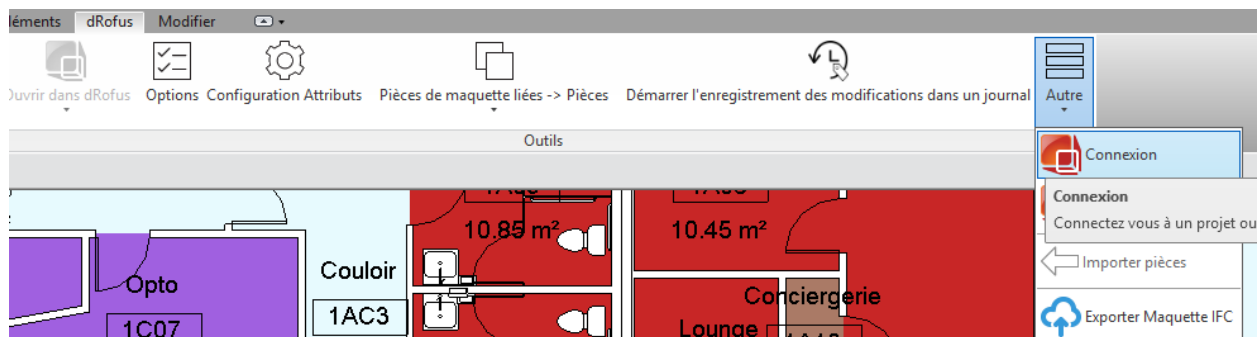 léments dRofus Modifier
Ouvrir dans dRofus Options Configuration Attributs Pièces de maquette liées -> Pièces Démarrer l'enregistrement des modifications dans un journal Autre
Outils
Connexion
Connexion
Connectez vous à un projet ou
10.85 m²
10.45 m²
Importer pièces
Couloir
Opto
Conciergerie
1AC3
Exporter Maquette IFC
1C07
Lounge